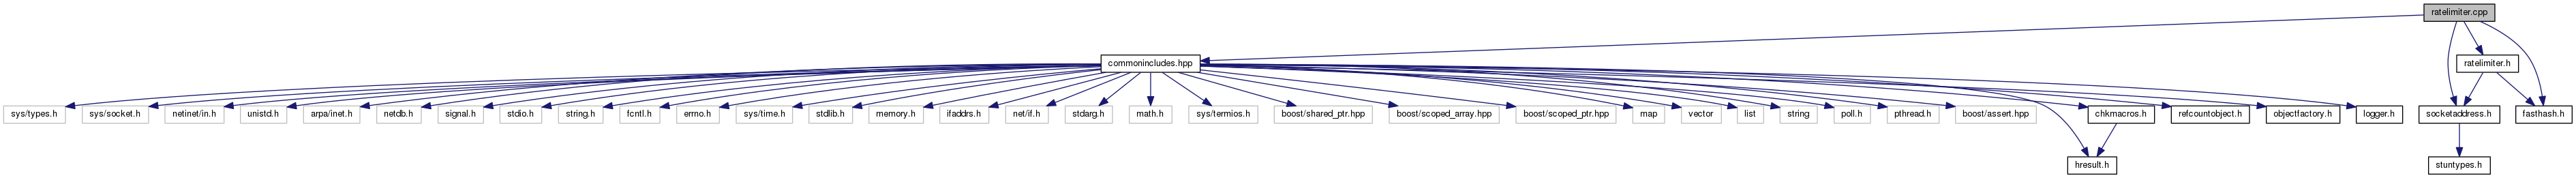 ratelimiter.cpp
commonincludes.hpp
ratelimiter.h
sys/types.h
sys/socket.h
netinet/in.h
unistd.h
arpa/inet.h
netdb.h
signal.h
stdio.h
string.h
fcntl.h
errno.h
sys/time.h
stdlib.h
memory.h
ifaddrs.h
net/if.h
stdarg.h
math.h
sys/termios.h
boost/shared_ptr.hpp
boost/scoped_array.hpp
boost/scoped_ptr.hpp
map
vector
list
string
poll.h
pthread.h
boost/assert.hpp
chkmacros.h
refcountobject.h
objectfactory.h
logger.h
socketaddress.h
fasthash.h
hresult.h
stuntypes.h